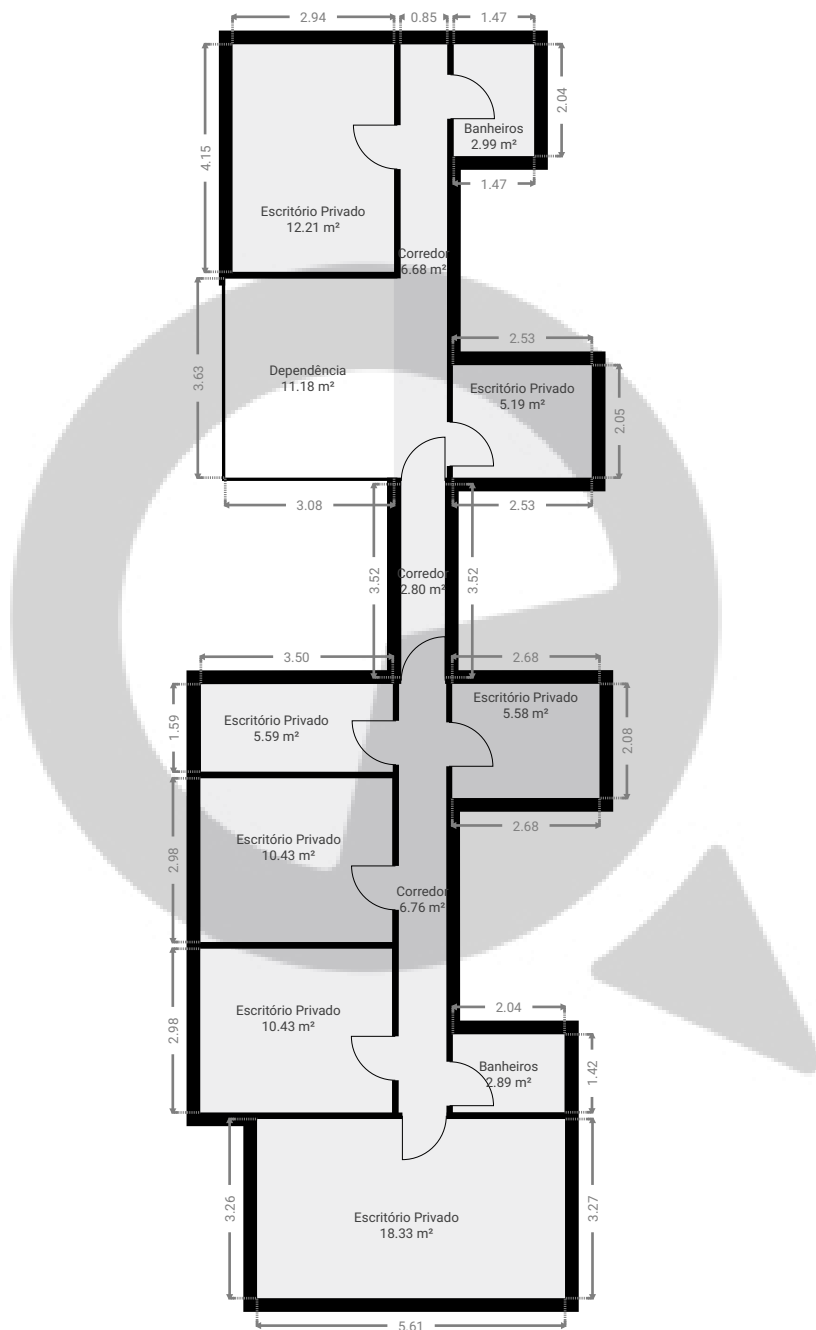 2.94
0.85
1.47
4.15
2.04
Banheiros
2.99 m²
1.47
Escritório Privado
12.21 m²
Corredor
6.68 m²
3.63
2.53
Dependência
11.18 m²
Escritório Privado
5.19 m²
2.05
3.08
2.53
3.52
Corredor
2.80 m²
3.52
3.50
2.68
Escritório Privado
5.58 m²
1.59
Escritório Privado
5.59 m²
2.08
2.68
2.98
Escritório Privado
10.43 m²
Corredor
6.76 m²
2.98
Escritório Privado
10.43 m²
2.04
Banheiros
2.89 m²
1.42
3.26
Escritório Privado
18.33 m²
3.27
5.61